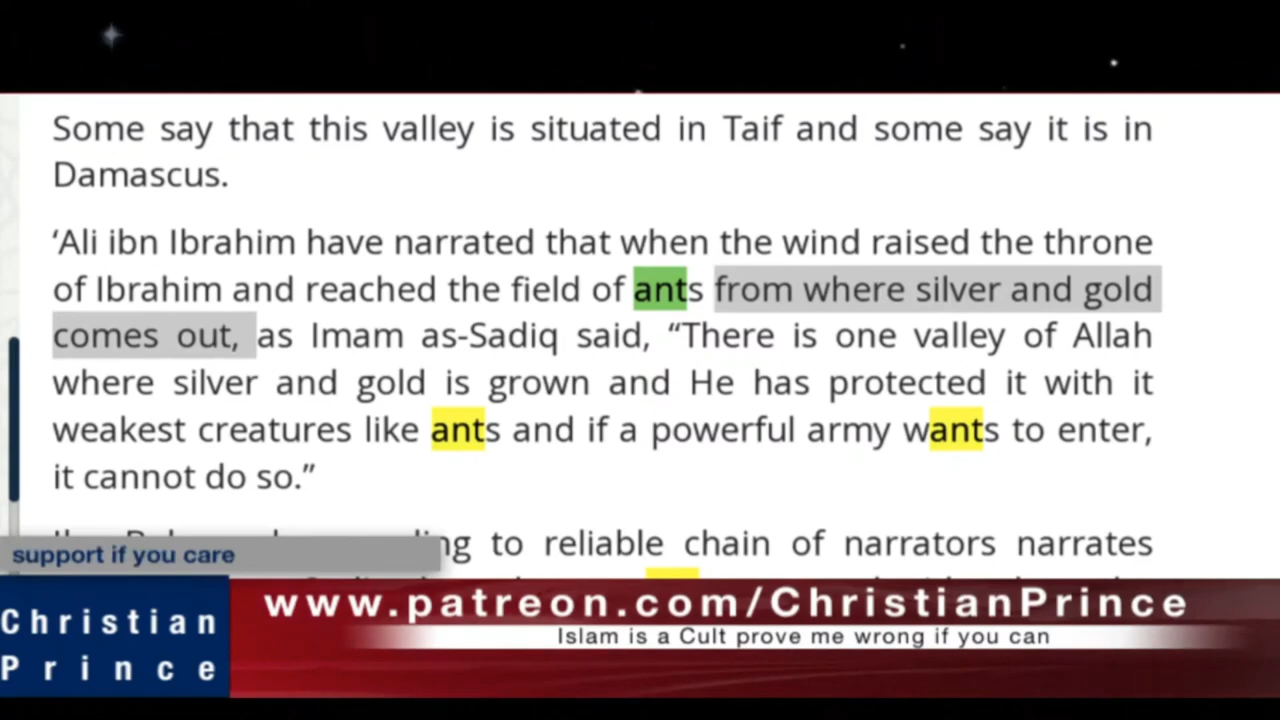 Some say that this valley is situated in Taif and some say it is in
Damascus.
‘Ali ibn Ibrahim have narrated that when the wind raised the throne
of Ibrahim and reached the field of ants from where silver and gold
comes out, as Imam as-Sadiq said, “There is one valley of Allah
where silver and gold is grown and He has protected it with it
weakest creatures like ants and if a powerful army wants to enter,
it cannot do so.”
to reliable chain of narrators narrates
support if you care
www.patreon.com/ChristianPrince
Christian
Prince
Islam is a Cult prove me wrong if you can